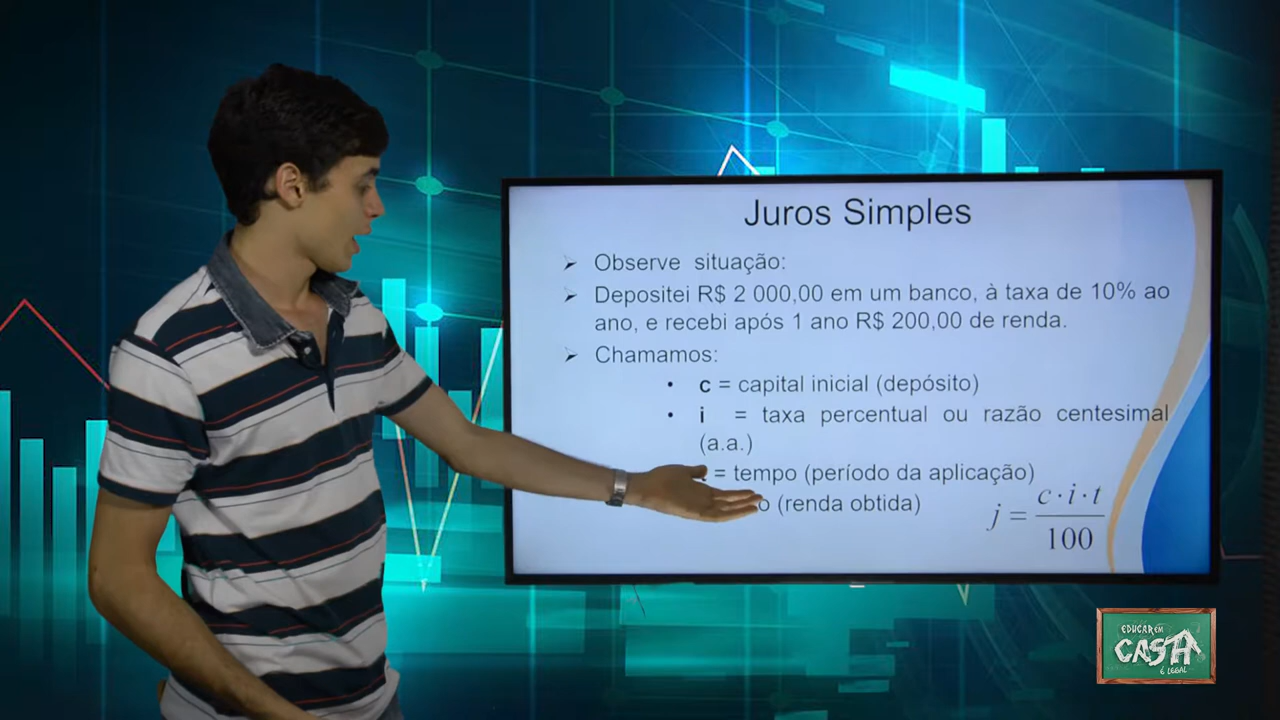 Juros Simples
➢ Observe situação:
➢ Depositei R$ 2 000,00 em um banco, à taxa de 10% ao
ano, e recebi após 1 ano R$ 200,00 de renda.
➢ Chamamos:
• c = capital inicial (depósito)
• i = taxa percentual ou razão centesimal
(a.a.)
= tempo (período da aplicação)
(renda obtida)
j = c·i·t
100
EDUCAR EM
CASA
É LEGAL